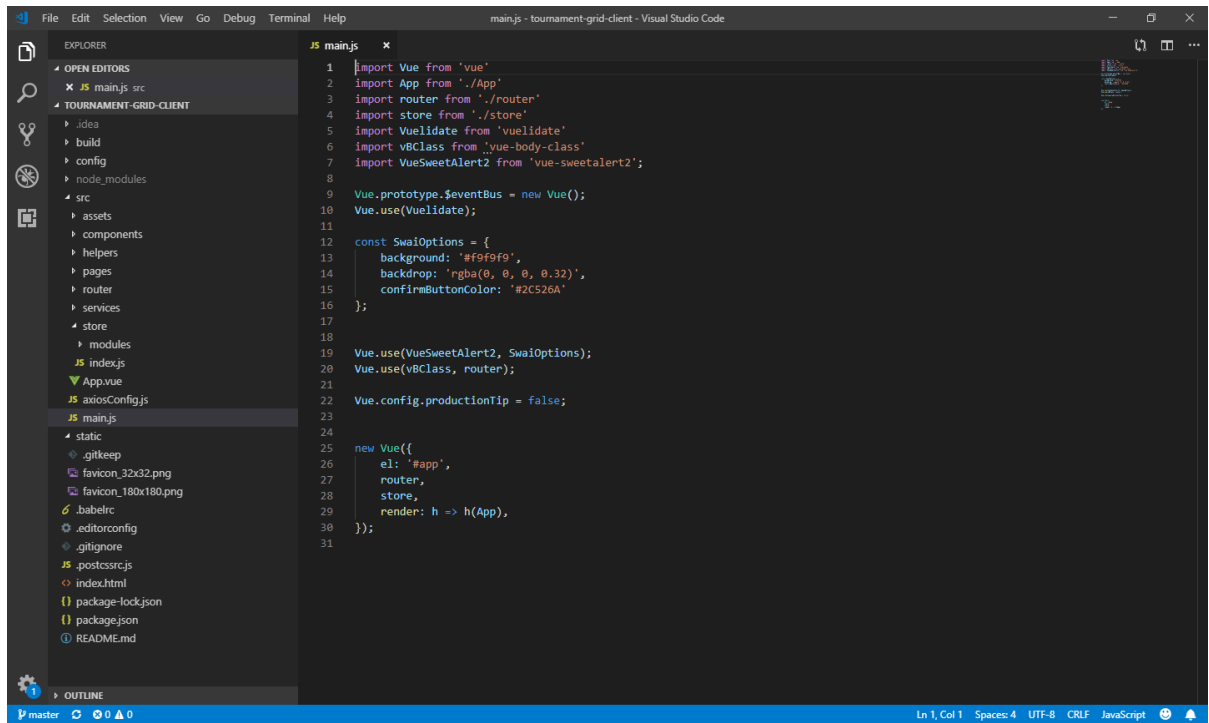 File Edit Selection View Go Debug Terminal Help main.js - tournament-grid-client - Visual Studio Code
EXPLORER
OPEN EDITORS
JS main.js src
TOURNAMENT-GRID-CLIENT
.idea
build
config
node_modules
src
assets
components
helpers
pages
router
services
store
modules
JS index.js
App.vue
JS axiosConfig.js
JS main.js
static
.gitkeep
favicon_32x32.png
favicon_180x180.png
.babelrc
.editorconfig
.gitignore
JS .postcssrc.js
<> index.html
{} package-lock.json
{} package.json
README.md
OUTLINE
1
JS main.js
1 import Vue from 'vue'
2 import App from './App'
3 import router from './router'
4 import store from './store'
5 import Vuelidate from 'vuelidate'
6 import vBClass from 'vue-body-class'
7 import VueSweetAlert2 from 'vue-sweetalert2';
8
9 Vue.prototype.$eventBus = new Vue();
10 Vue.use(Vuelidate);
11
12 const SwaiOptions = {
13 background: '#f9f9f9',
14 backdrop: 'rgba(0, 0, 0, 0.32)',
15 confirmButtonColor: '#2C526A'
16 };
17
18
19 Vue.use(VueSweetAlert2, SwaiOptions);
20 Vue.use(vBClass, router);
21
22 Vue.config.productionTip = false;
23
24
25 new Vue({
26 el: '#app',
27 router,
28 store,
29 render: h => h(App),
30 });
31
master 0 0 Ln 1, Col 1 Spaces: 4 UTF-8 CRLF JavaScript